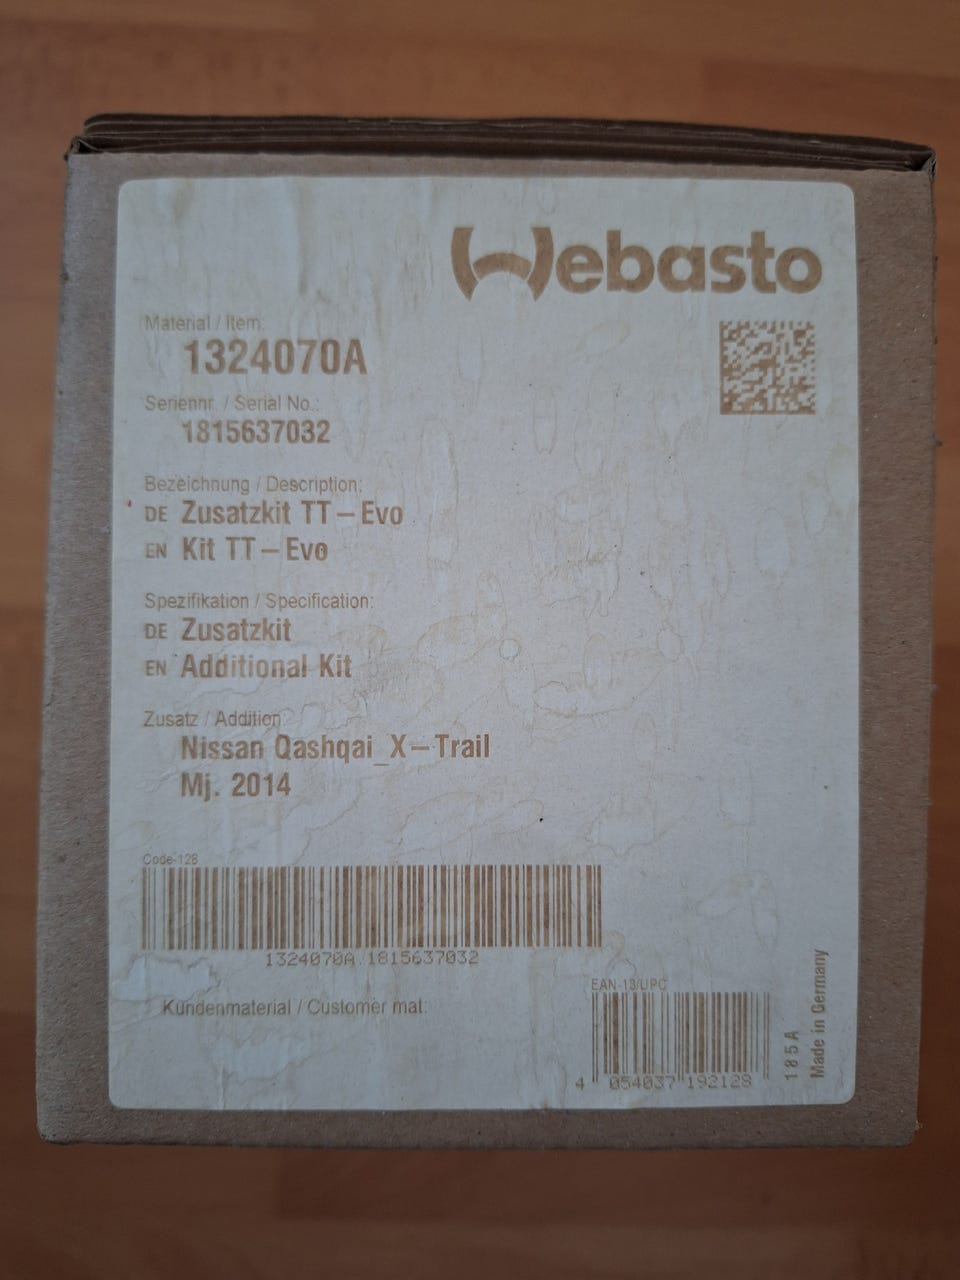 Webasto
Material / Item:
1324070A
Seriennr. / Serial No.:
1815637032
Bezeichnung / Description:
DE Zusatzkit TT-Evo
EN Kit TT-Evo
Spezifikation / Specification:
DE Zusatzkit
EN Additional Kit
Zusatz / Addition:
Nissan Qashqai_X-Trail
Mj. 2014
Code-128
1324070A.1815637032
Kundenmaterial / Customer mat:
EAN-13/UPC
4 054037 192128
185A
Made in Germany